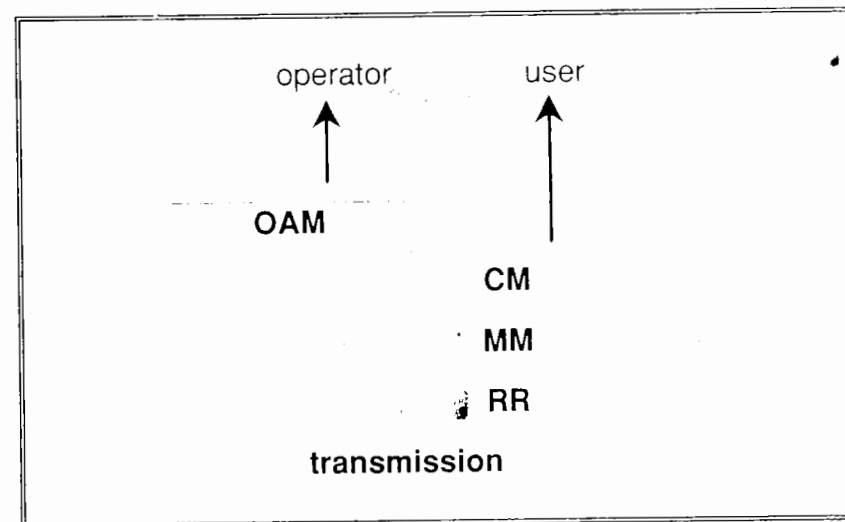 operator user
OAM
CM
MM
RR
transmission